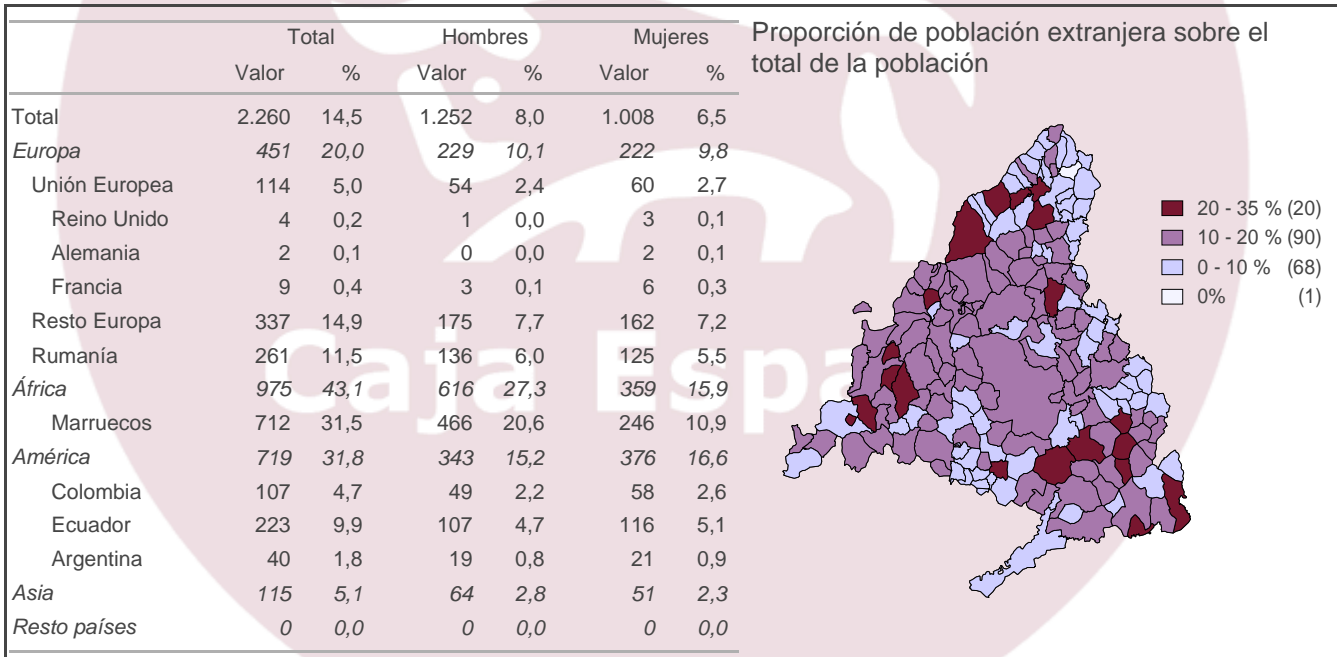 Total Hombres Mujeres
Valor % Valor % Valor %
Total 2.260 14,5 1.252 8,0 1.008 6,5
Europa 451 20,0 229 10,1 222 9,8
Unión Europea 114 5,0 54 2,4 60 2,7
Reino Unido 4 0,2 1 0,0 3 0,1
Alemania 2 0,1 0 0,0 2 0,1
Francia 9 0,4 3 0,1 6 0,3
Resto Europa 337 14,9 175 7,7 162 7,2
Rumanía 261 11,5 136 6,0 125 5,5
África 975 43,1 616 27,3 359 15,9
Marruecos 712 31,5 466 20,6 246 10,9
América 719 31,8 343 15,2 376 16,6
Colombia 107 4,7 49 2,2 58 2,6
Ecuador 223 9,9 107 4,7 116 5,1
Argentina 40 1,8 19 0,8 21 0,9
Asia 115 5,1 64 2,8 51 2,3
Resto países 0 0,0 0 0,0 0 0,0
Proporción de población extranjera sobre el
total de la población
20 - 35 % (20)
10 - 20 % (90)
0 - 10 % (68)
0% (1)
Caja Espa